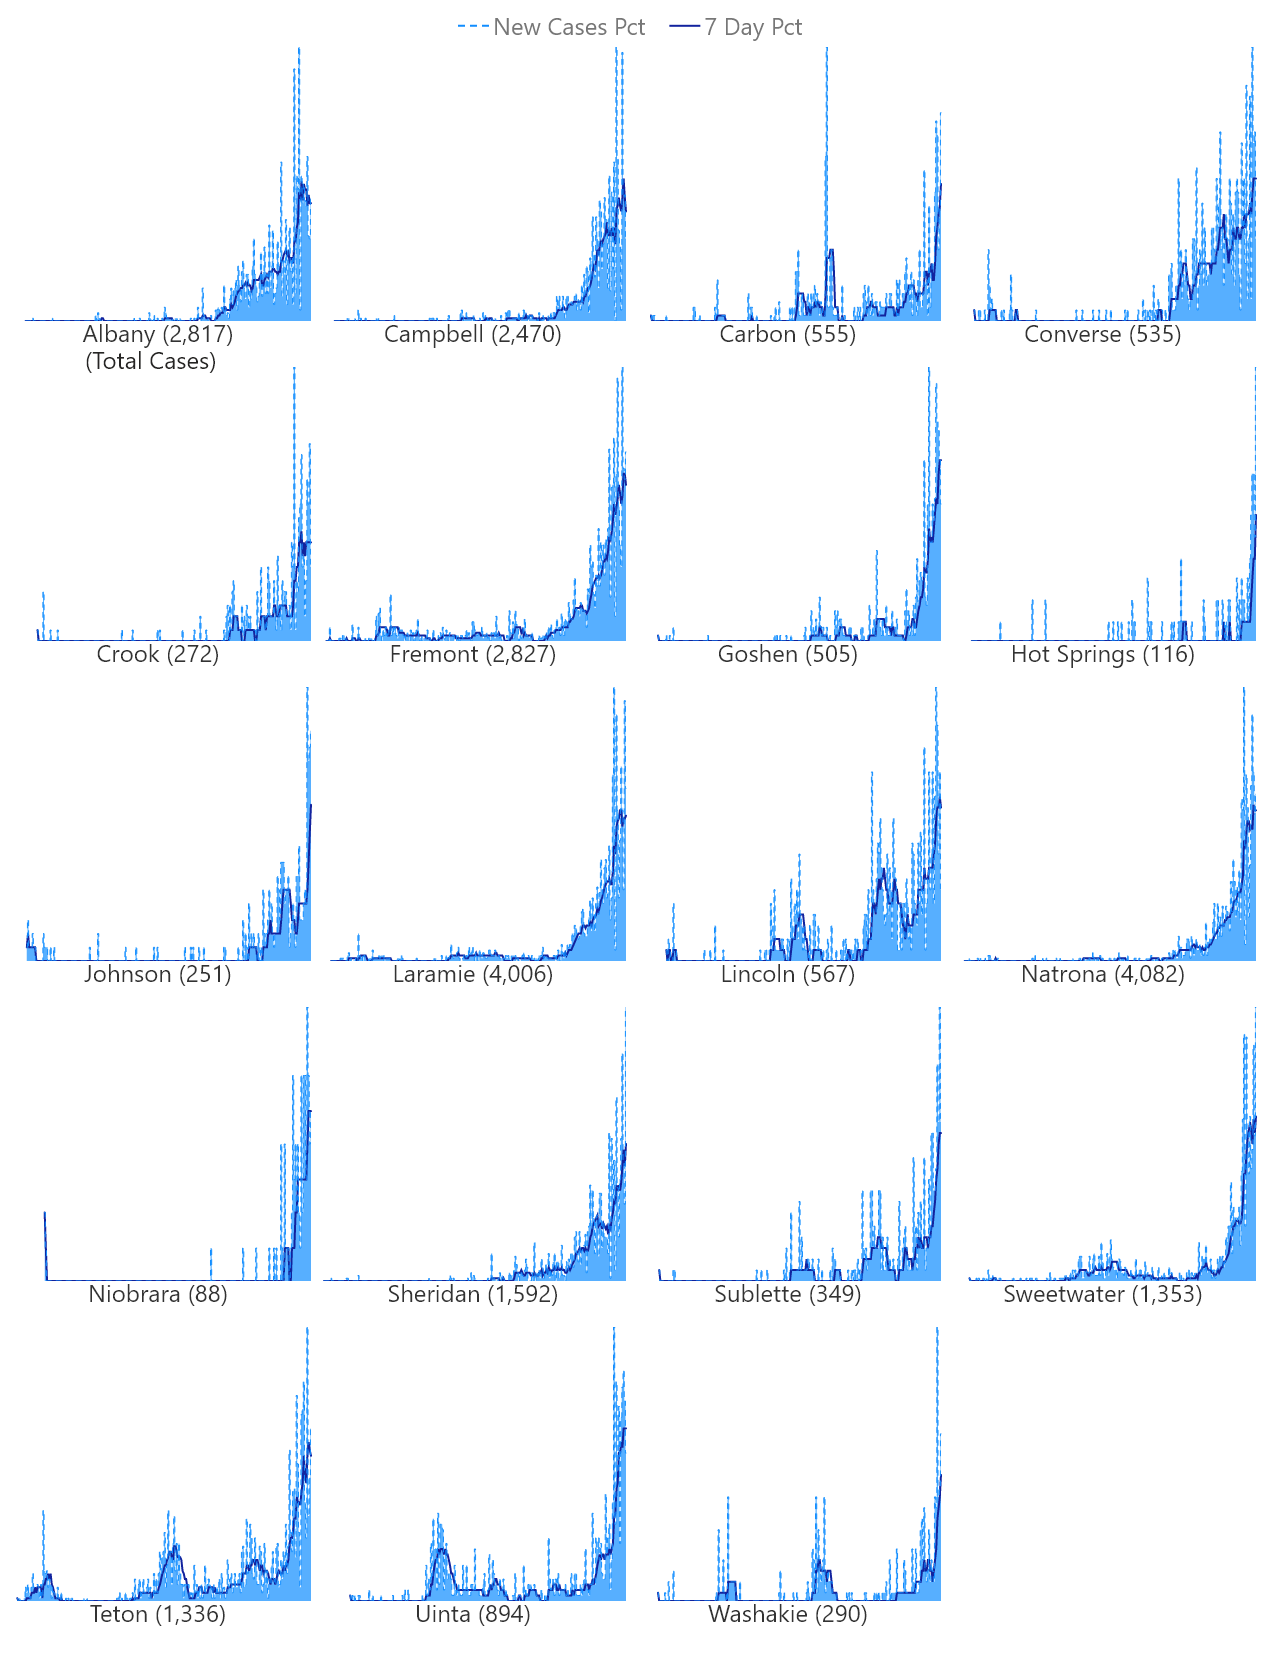 New Cases Pct 7 Day Pct
Albany (2,817)
(Total Cases)
Campbell (2,470)
Carbon (555)
Converse (535)
Crook (272)
Fremont (2,827)
Goshen (505)
Hot Springs (116)
Johnson (251)
Laramie (4,006)
Lincoln (567)
Natrona (4,082)
Niobrara (88)
Sheridan (1,592)
Sublette (349)
Sweetwater (1,353)
Teton (1,336)
Uinta (894)
Washakie (290)